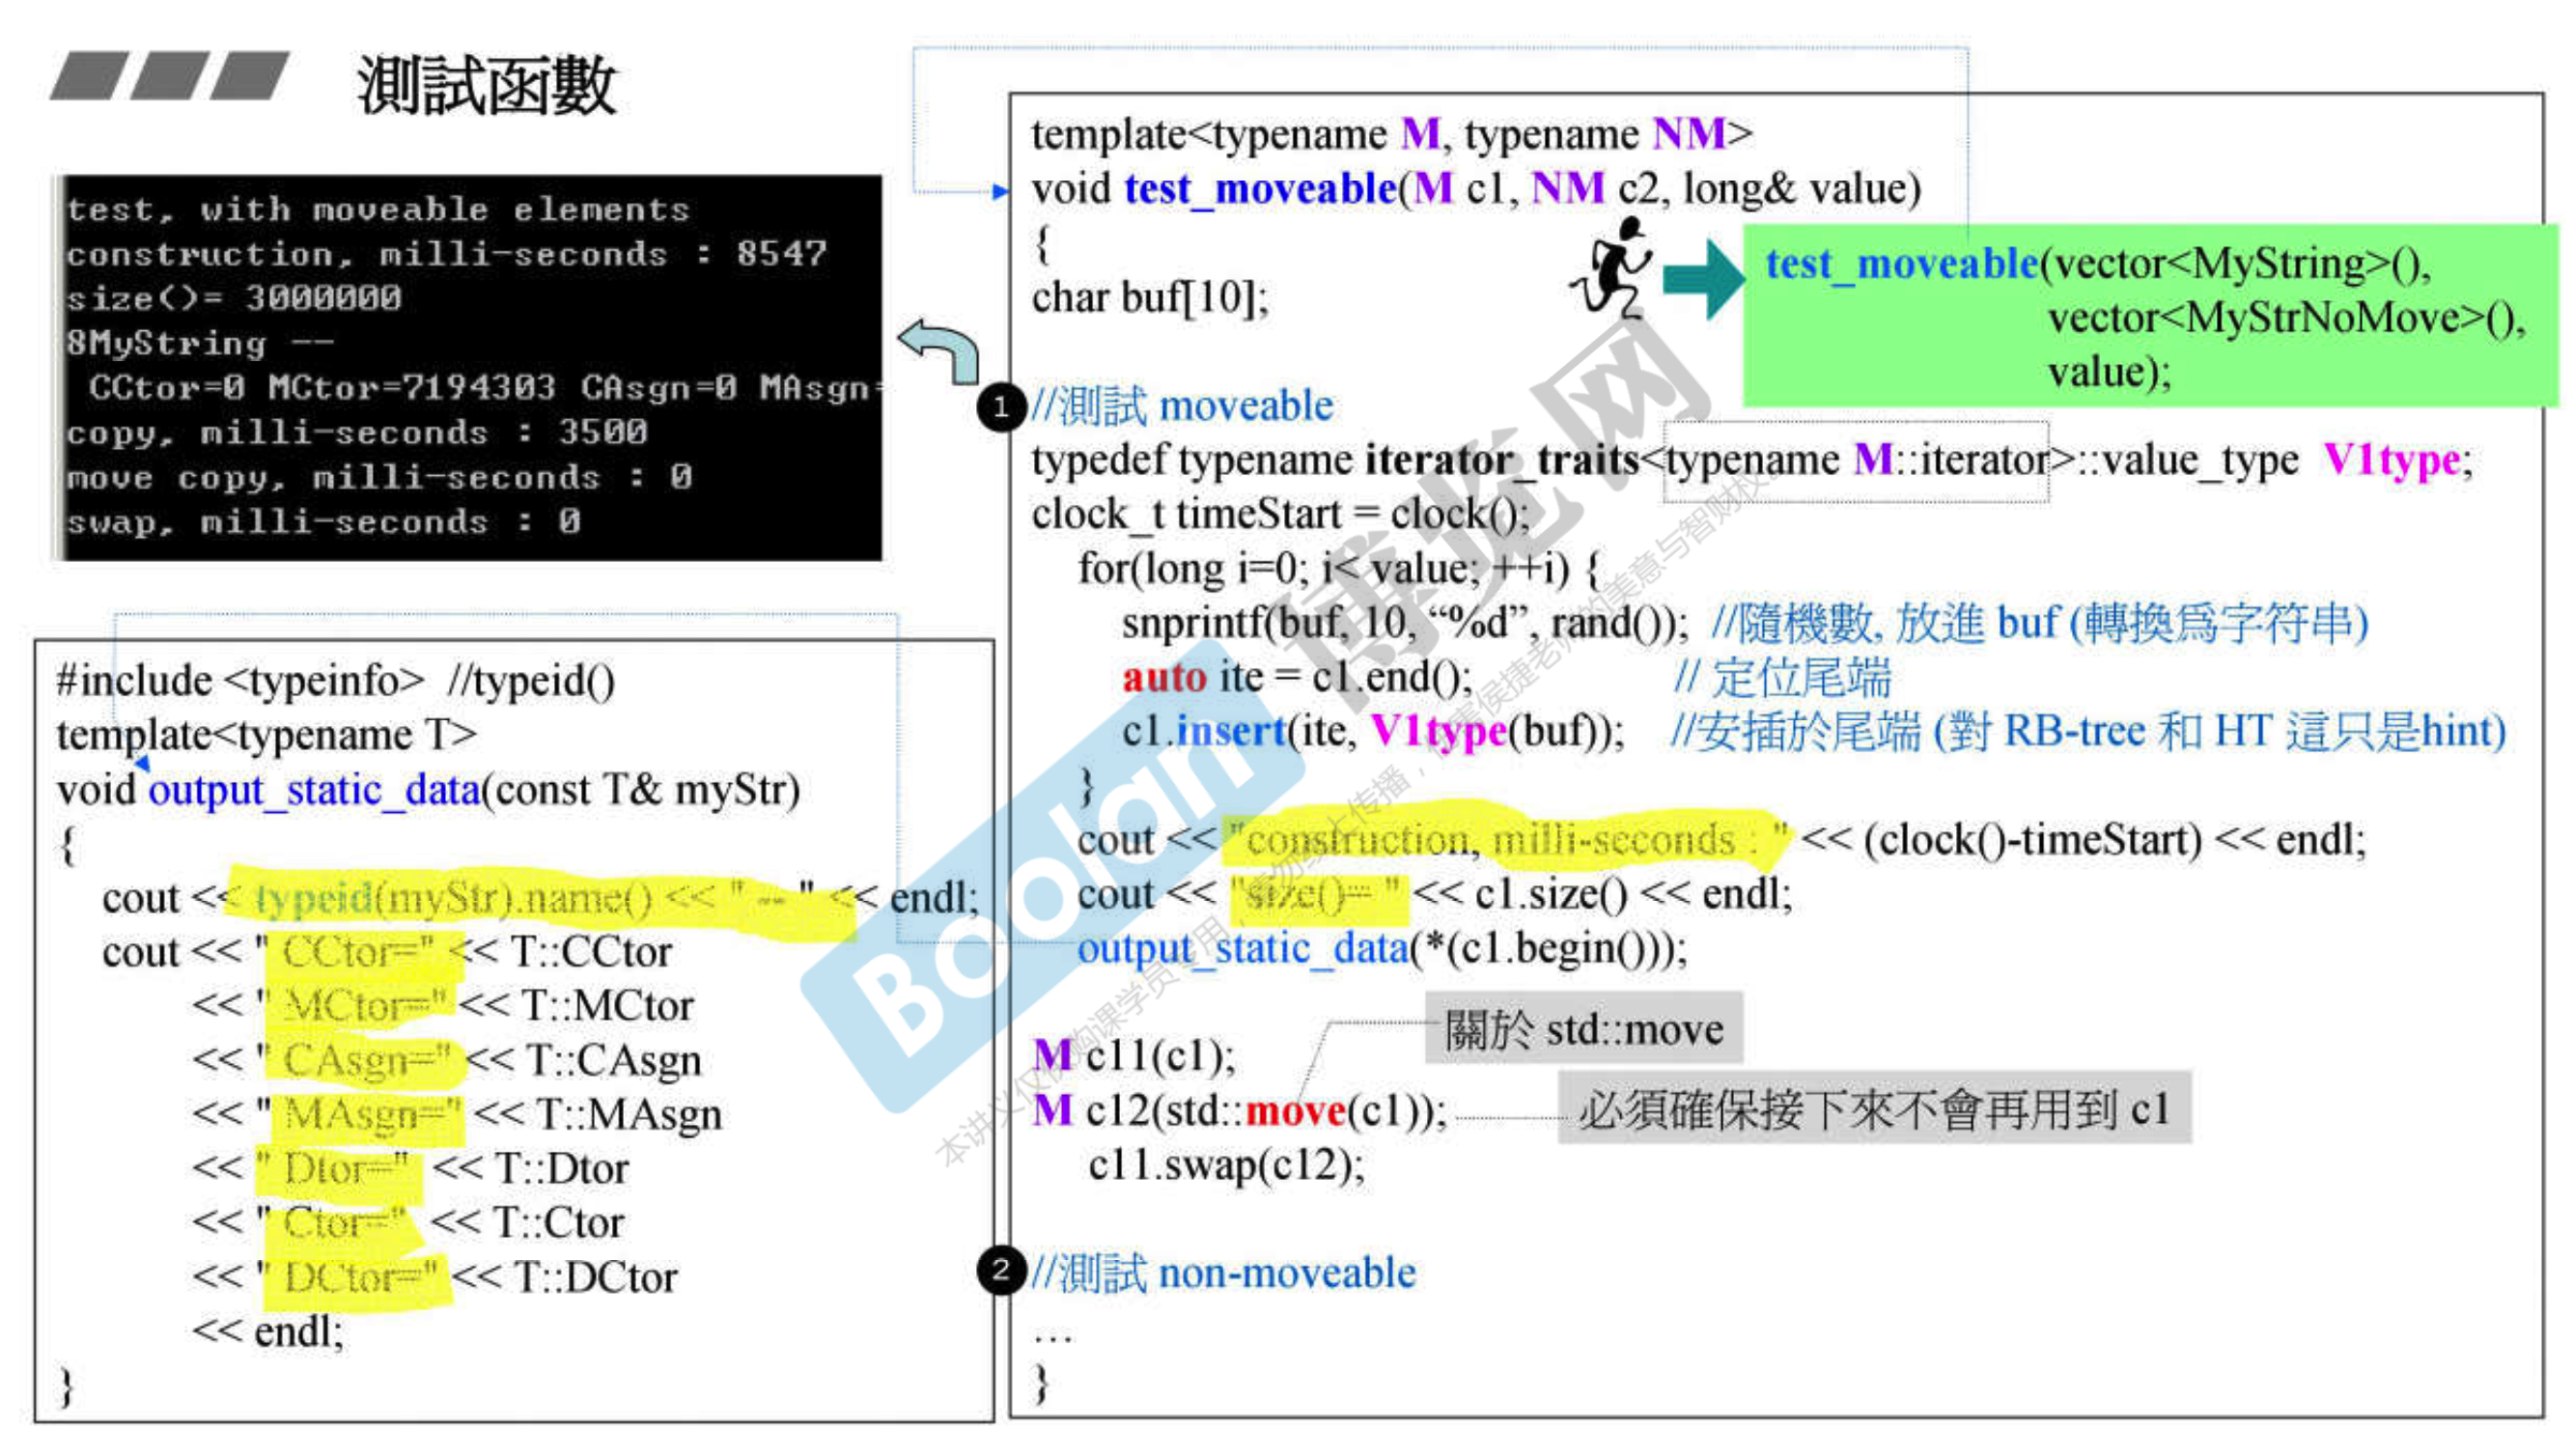 測試函數
test, with moveable elements
construction, milli-seconds : 8547
size()= 3000000
8MyString --
CCtor=0 MCtor=7194303 CAsgn=0 MAsgn=
copy, milli-seconds : 3500
move copy, milli-seconds : 0
swap, milli-seconds : 0
#include <typeinfo> //typeid()
template<typename T>
void output_static_data(const T& myStr)
{
cout << typeid(myStr).name() << " -- " << endl;
cout << " CCtor=" << T::CCtor
<< " MCtor=" << T::MCtor
<< " CAsgn=" << T::CAsgn
<< " MAsgn=" << T::MAsgn
<< " Dtor=" << T::Dtor
<< " Ctor=" << T::Ctor
<< " DCtor=" << T::DCtor
<< endl;
}
template<typename M, typename NM>
void test_moveable(M c1, NM c2, long& value)
{
char buf[10];
test_moveable(vector<MyString>(),
vector<MyStrNoMove>(),
value);
1 //測試 moveable
typedef typename iterator_traits<typename M::iterator>::value_type V1type;
clock_t timeStart = clock();
for(long i=0; i< value; ++i) {
snprintf(buf, 10, “%d”, rand()); //隨機數, 放進 buf (轉換爲字符串)
auto ite = c1.end(); // 定位尾端
c1.insert(ite, V1type(buf)); //安插於尾端 (對 RB-tree 和 HT 這只是hint)
}
cout << "construction, milli-seconds : " << (clock()-timeStart) << endl;
cout << "size()= " << c1.size() << endl;
output_static_data(*(c1.begin()));
關於 std::move
M c11(c1);
M c12(std::move(c1)); 必須確保接下來不會再用到 c1
c11.swap(c12);
2 //測試 non-moveable
…
}
Boolan 博览网